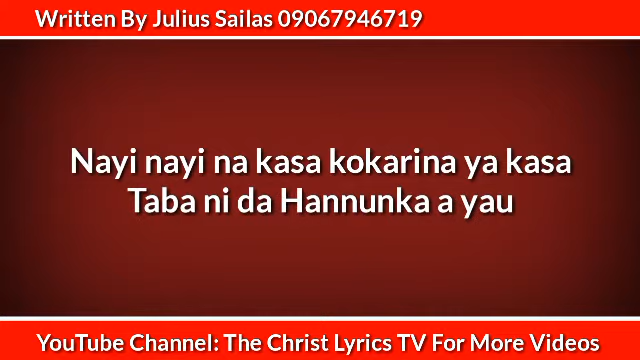 Written By Julius Sailas 09067946719
Nayi nayi na kasa kokarina ya kasa
Taba ni da Hannunka a yau
YouTube Channel: The Christ Lyrics TV For More Videos